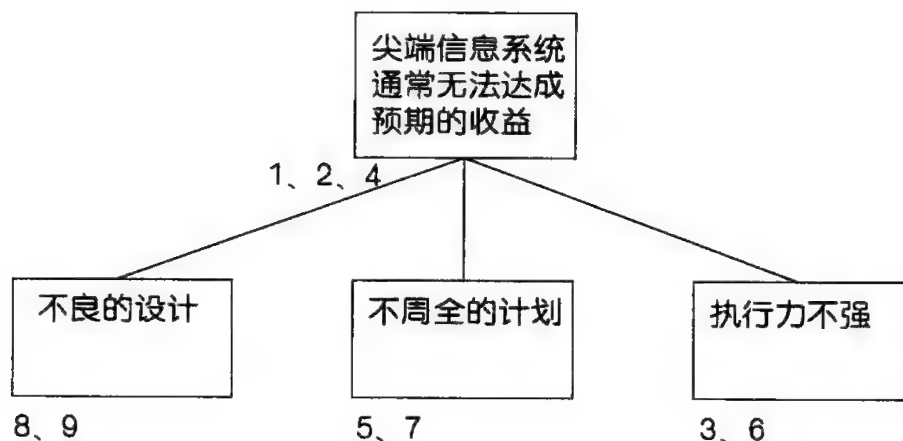 尖端信息系统
通常无法达成
预期的收益
1、2、4
不良的设计
不周全的计划
执行力不强
8、9
5、7
3、6